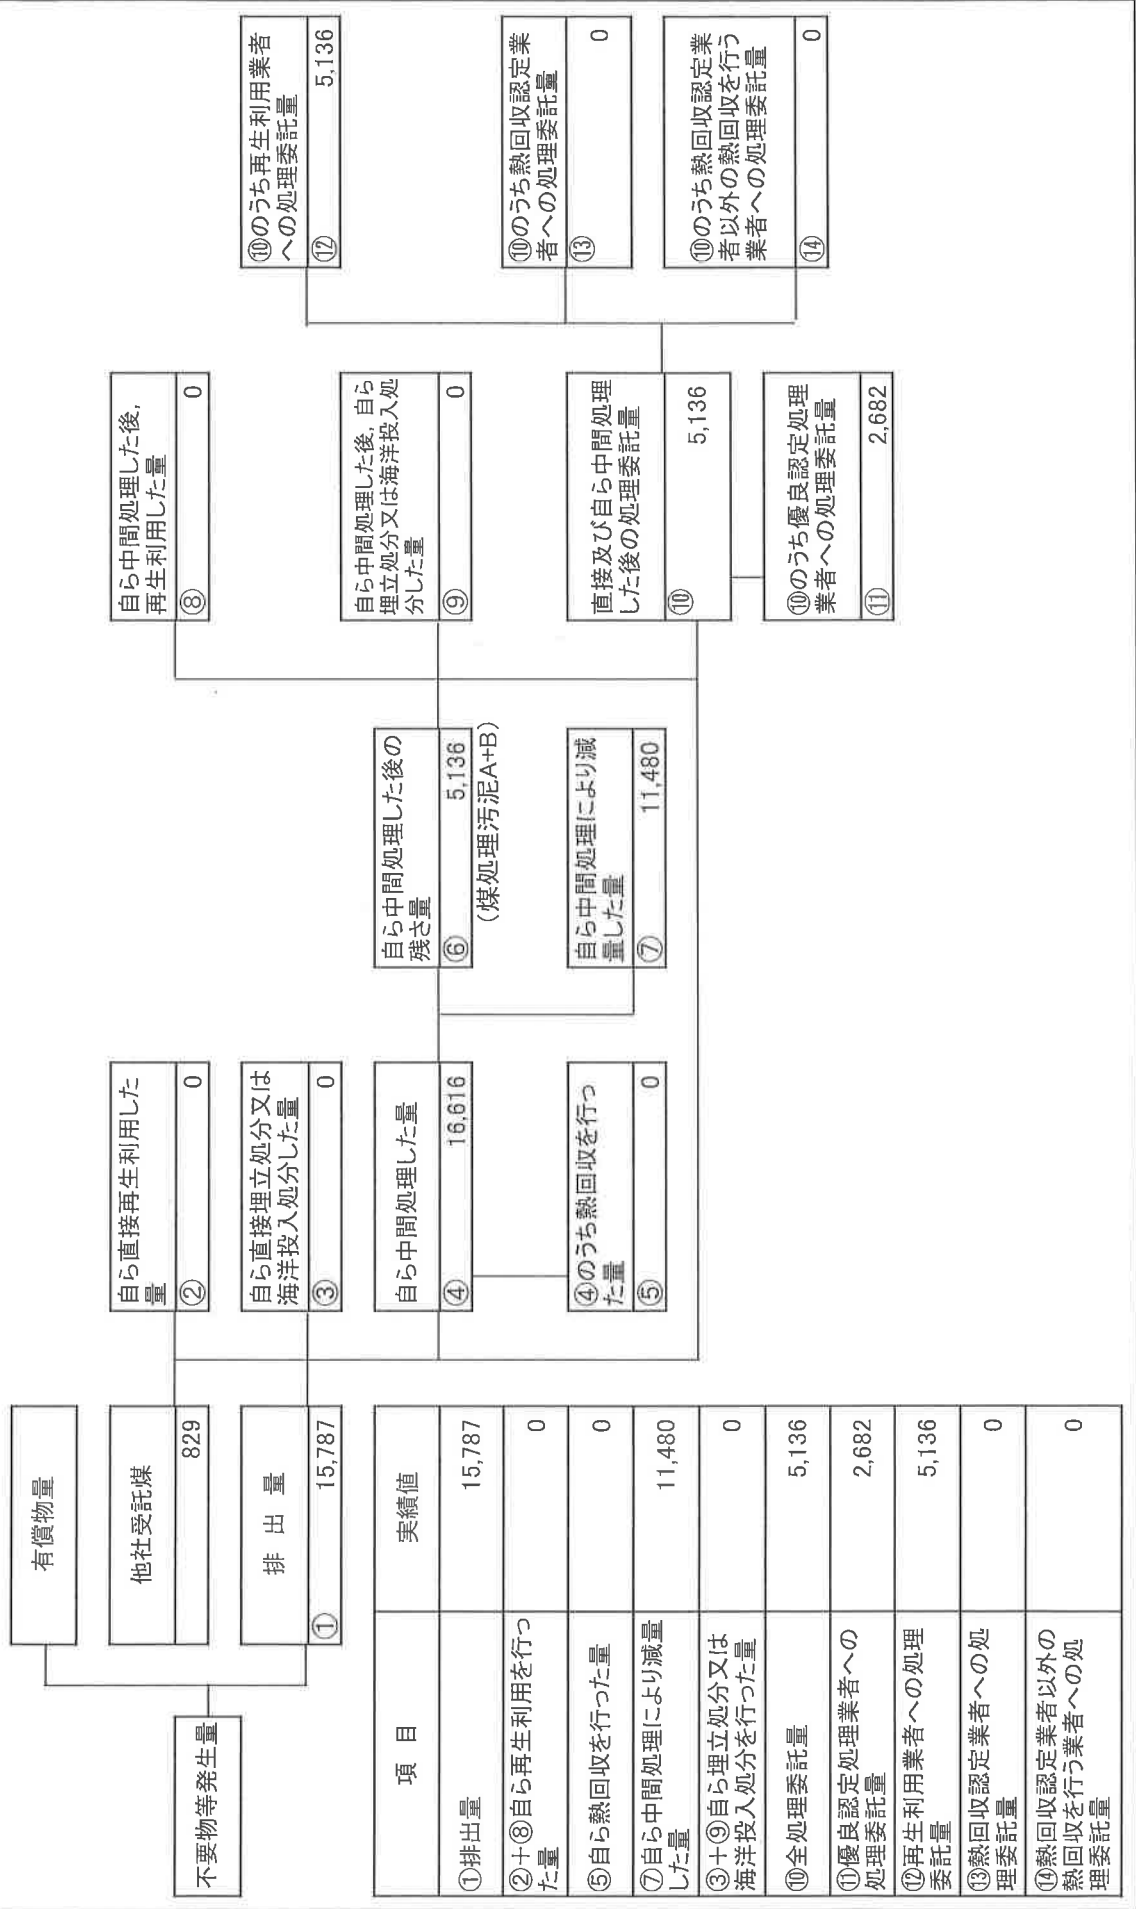 不要物等発生量
有償物量
他社受託煤
829
排 出 量
① 15,787
自ら直接再生利用した
量
② 0
自ら直接埋立処分又は
海洋投入処分した量
③ 0
自ら中間処理した量
④ 16,616
④のうち熱回収を行っ
た量
⑤ 0
自ら中間処理した後の
残さ量
⑥ 5,136
(煤処理汚泥A+B)
自ら中間処理により減
量した量
⑦ 11,480
自ら中間処理した後,
再生利用した量
⑧ 0
自ら中間処理した後, 自ら
埋立処分又は海洋投入処
分した量
⑨ 0
直接及び自ら中間処理
した後の処理委託量
⑩ 5,136
⑩のうち優良認定処理
業者への処理委託量
⑪ 2,682
⑩のうち再生利用業者
への処理委託量
⑫ 5,136
⑩のうち熱回収認定業
者への処理委託量
⑬ 0
⑩のうち熱回収認定業
者以外の熱回収を行う
業者への処理委託量
⑭ 0
項 目 実績値
①排出量 15,787
②+⑧自ら再生利用を行っ
た量 0
⑤自ら熱回収を行った量 0
⑦自ら中間処理により減量
した量 11,480
③+⑨自ら埋立処分又は
海洋投入処分を行った量 0
⑩全処理委託量 5,136
⑪優良認定処理業者への
処理委託量 2,682
⑫再生利用業者への処理
委託量 5,136
⑬熱回収認定業者への処
理委託量 0
⑭熱回収認定業者以外の
熱回収を行う業者への処
理委託量 0